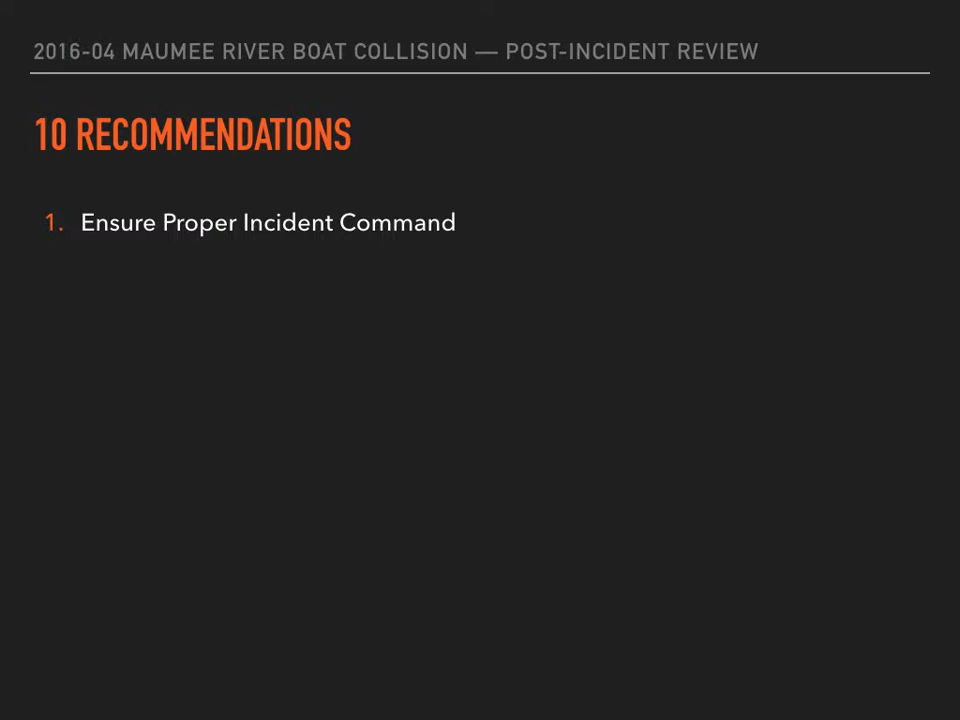 2016-04 MAUMEE RIVER BOAT COLLISION — POST-INCIDENT REVIEW
10 RECOMMENDATIONS
1. Ensure Proper Incident Command